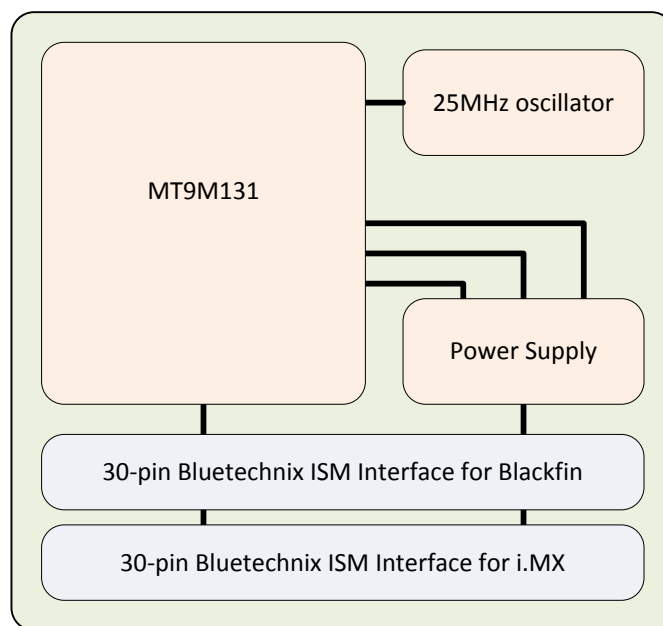 MT9M131
25MHz oscillator
Power Supply
30-pin Bluetechnix ISM Interface for Blackfin
30-pin Bluetechnix ISM Interface for i.MX